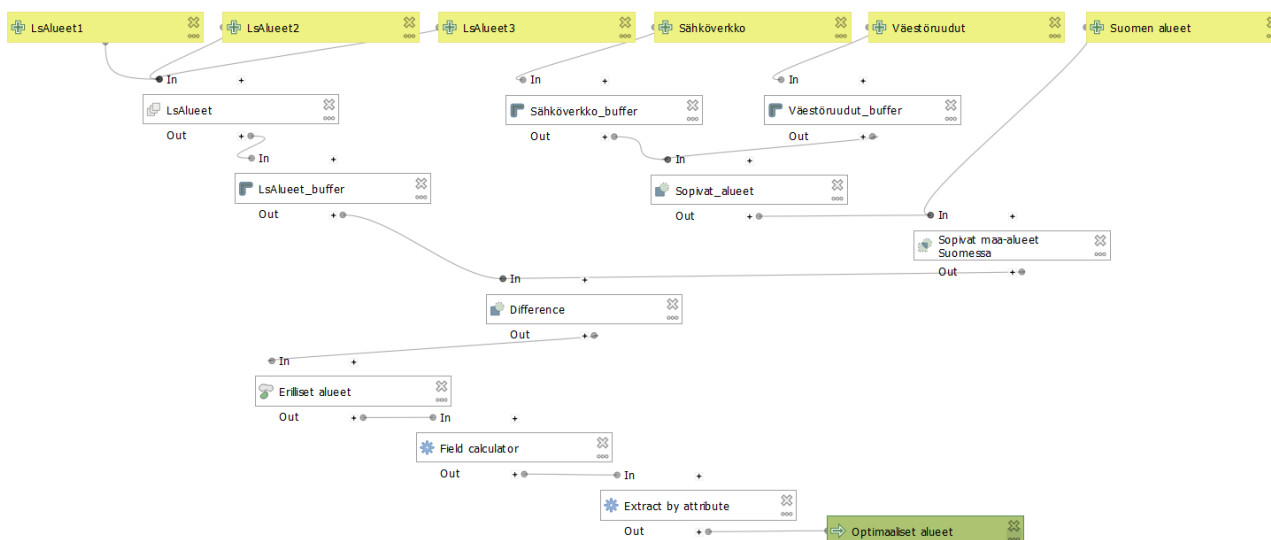 LsAlueet1
LsAlueet2
LsAlueet3
Sähköverkko
Väestöruudut
Suomen alueet
In
In
In
LsAlueet
Sähköverkko_buffer
Väestöruudut_buffer
Out
Out
Out
In
In
LsAlueet_buffer
Sopivat_alueet
Out
Out
In
Sopivat maa-alueet
Suomessa
Out
In
Difference
Out
In
Erilliset alueet
Out
In
Field calculator
Out
In
Extract by attribute
Out
Optimaaliset alueet